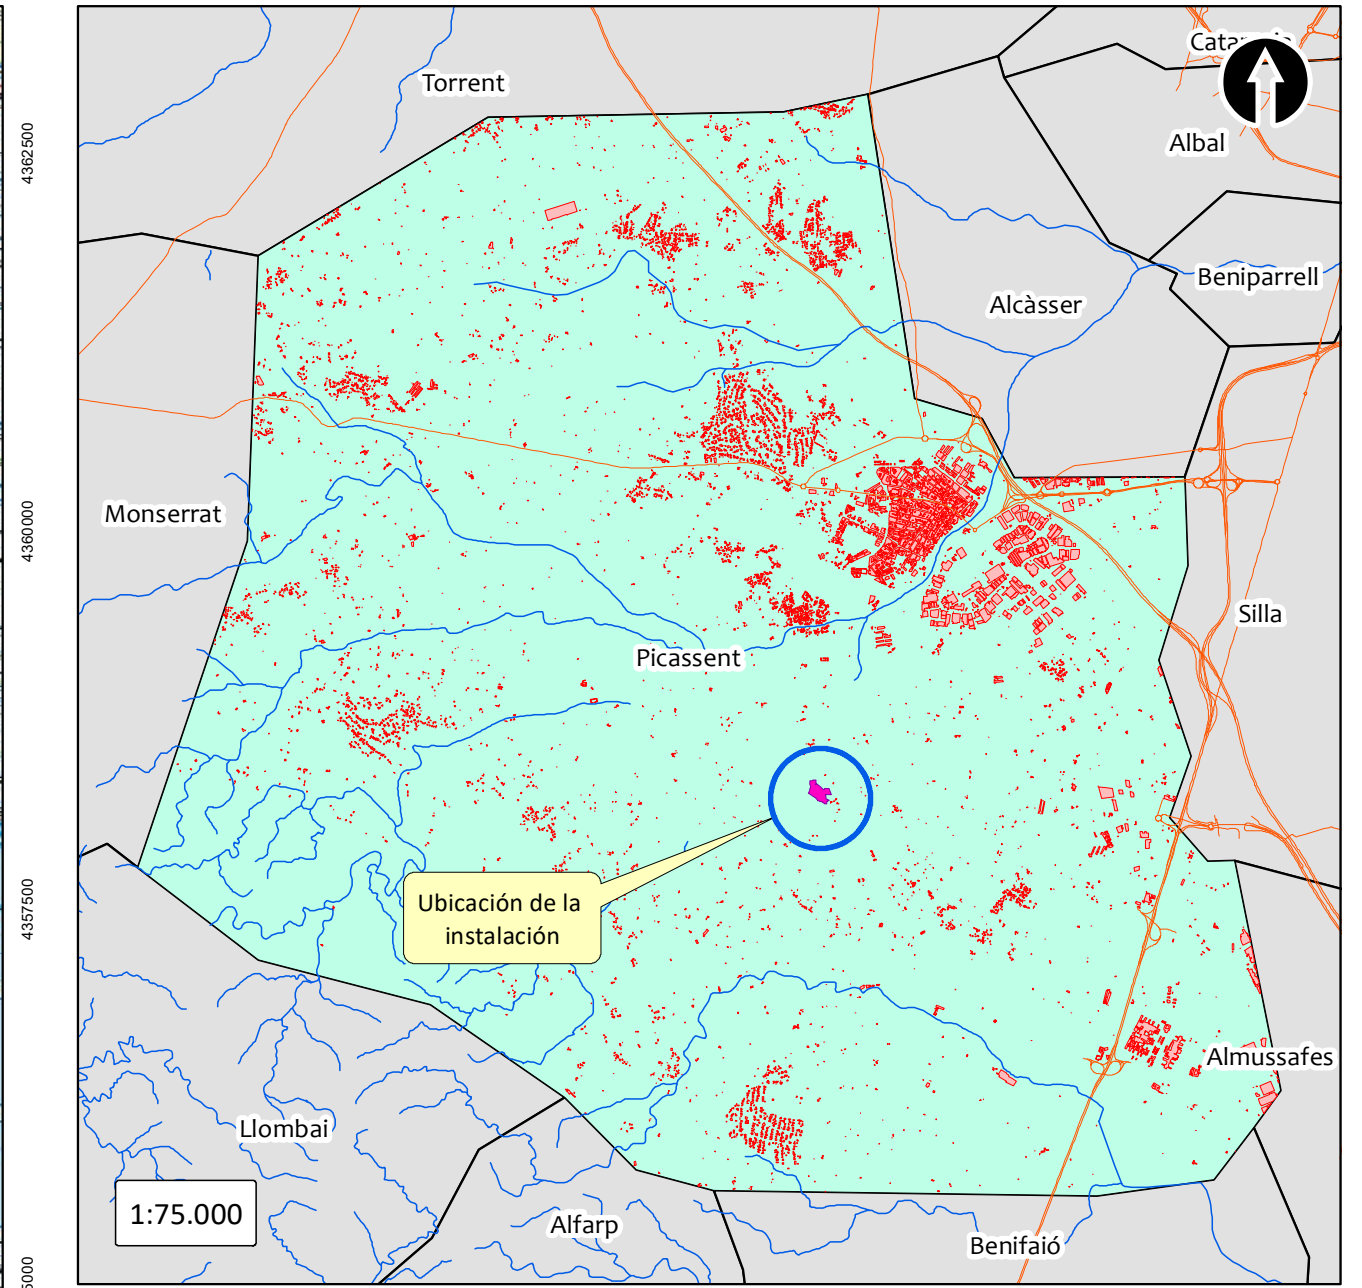 Torrent
Albal
4362500
Beniparrell
Alcàsser
Monserrat
4360000
Silla
Picassent
Ubicación de la
instalación
4357500
Almussafes
Llombai
1:75.000
Alfarp
Benifaió